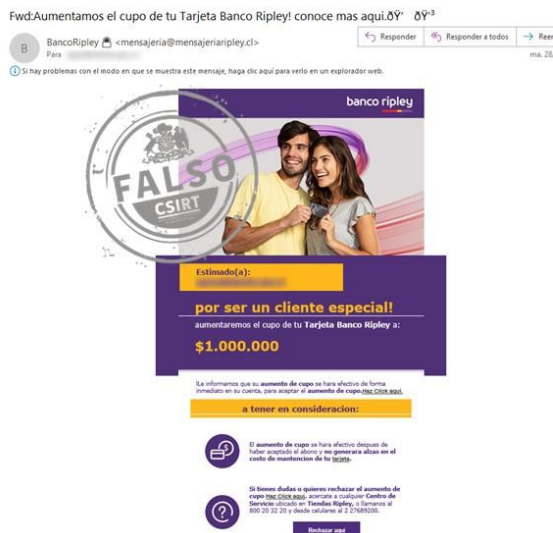 Fwd:Aumentamos el cupo de tu Tarjeta Banco Ripley! conoce mas aqui.ðŸ’ ðŸ’³
B
BancoRipley <mensajeria@mensajeriaripley.cl>
Para
Responder
Responder a todos
Reen
ma. 28,
Si hay problemas con el modo en que se muestra este mensaje, haga clic aquí para verlo en un explorador web.
banco ripley
FALSO
CSIRT
Estimado(a):
por ser un cliente especial!
aumentaremos el cupo de tu Tarjeta Banco Ripley a:
$1.000.000
Le informamos que su aumento de cupo se hara efectivo de forma
inmediato en su cuenta, para aceptar el aumento de cupo,Haz Click aqui.
a tener en consideracion:
El aumento de cupo se hara efectivo despues de
haber aceptado el abono y no generara alzas en el
costo de mantencion de tu tarjeta.
Si tienes dudas o quieres rechazar el aumento de
cupo Haz Click aqui, acercate a cualquier Centro de
Servicio ubicado en Tiendas Ripley, o llamanos al
800 20 32 20 y desde celulares al 2 27689200.
Rechazar aquí